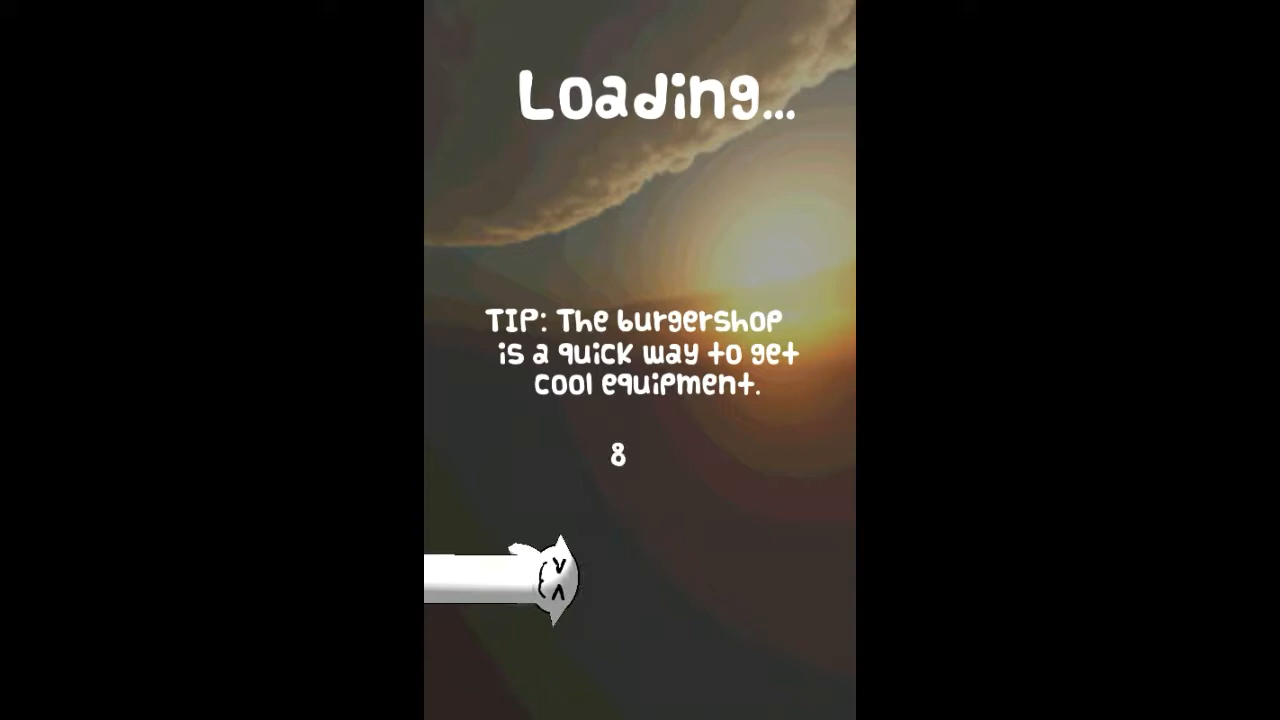 Loading...
TIP: The burgershop
is a quick way to get
cool equipment.
8